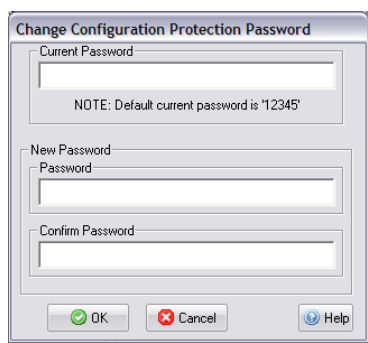 Change Configuration Protection Password
Current Password
NOTE: Default current password is '12345'
New Password
Password
Confirm Password
OK Cancel Help